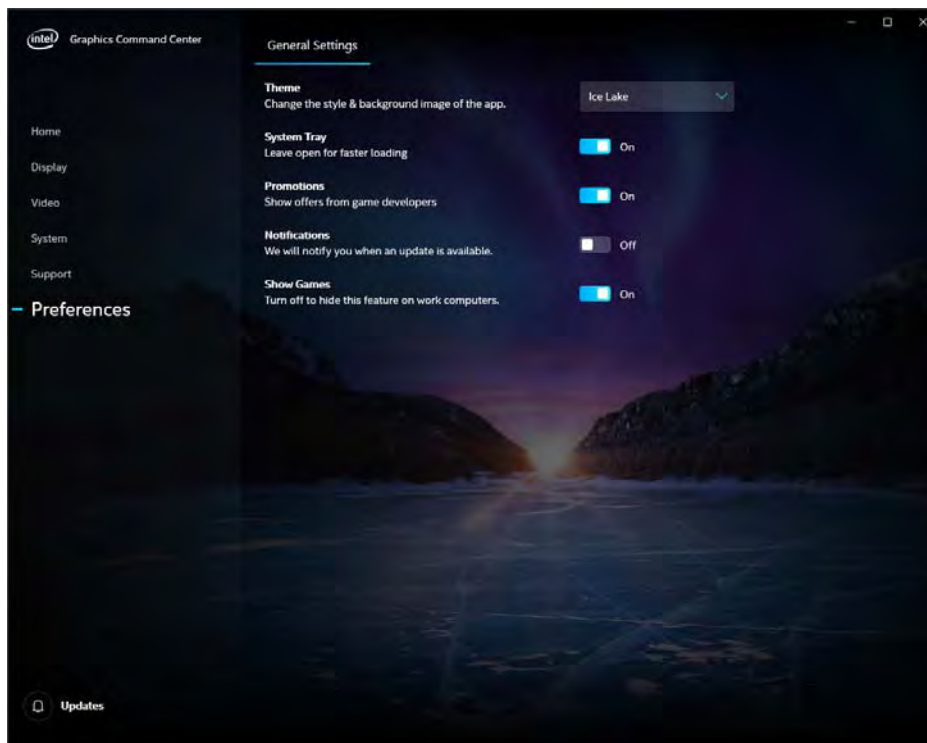 intel Graphics Command Center
Home
Display
Video
System
Support
Preferences
Updates
General Settings
Theme
Change the style & background image of the app.
Ice Lake
System Tray
Leave open for faster loading
On
Promotions
Show offers from game developers
On
Notifications
We will notify you when an update is available.
Off
Show Games
Turn off to hide this feature on work computers.
On